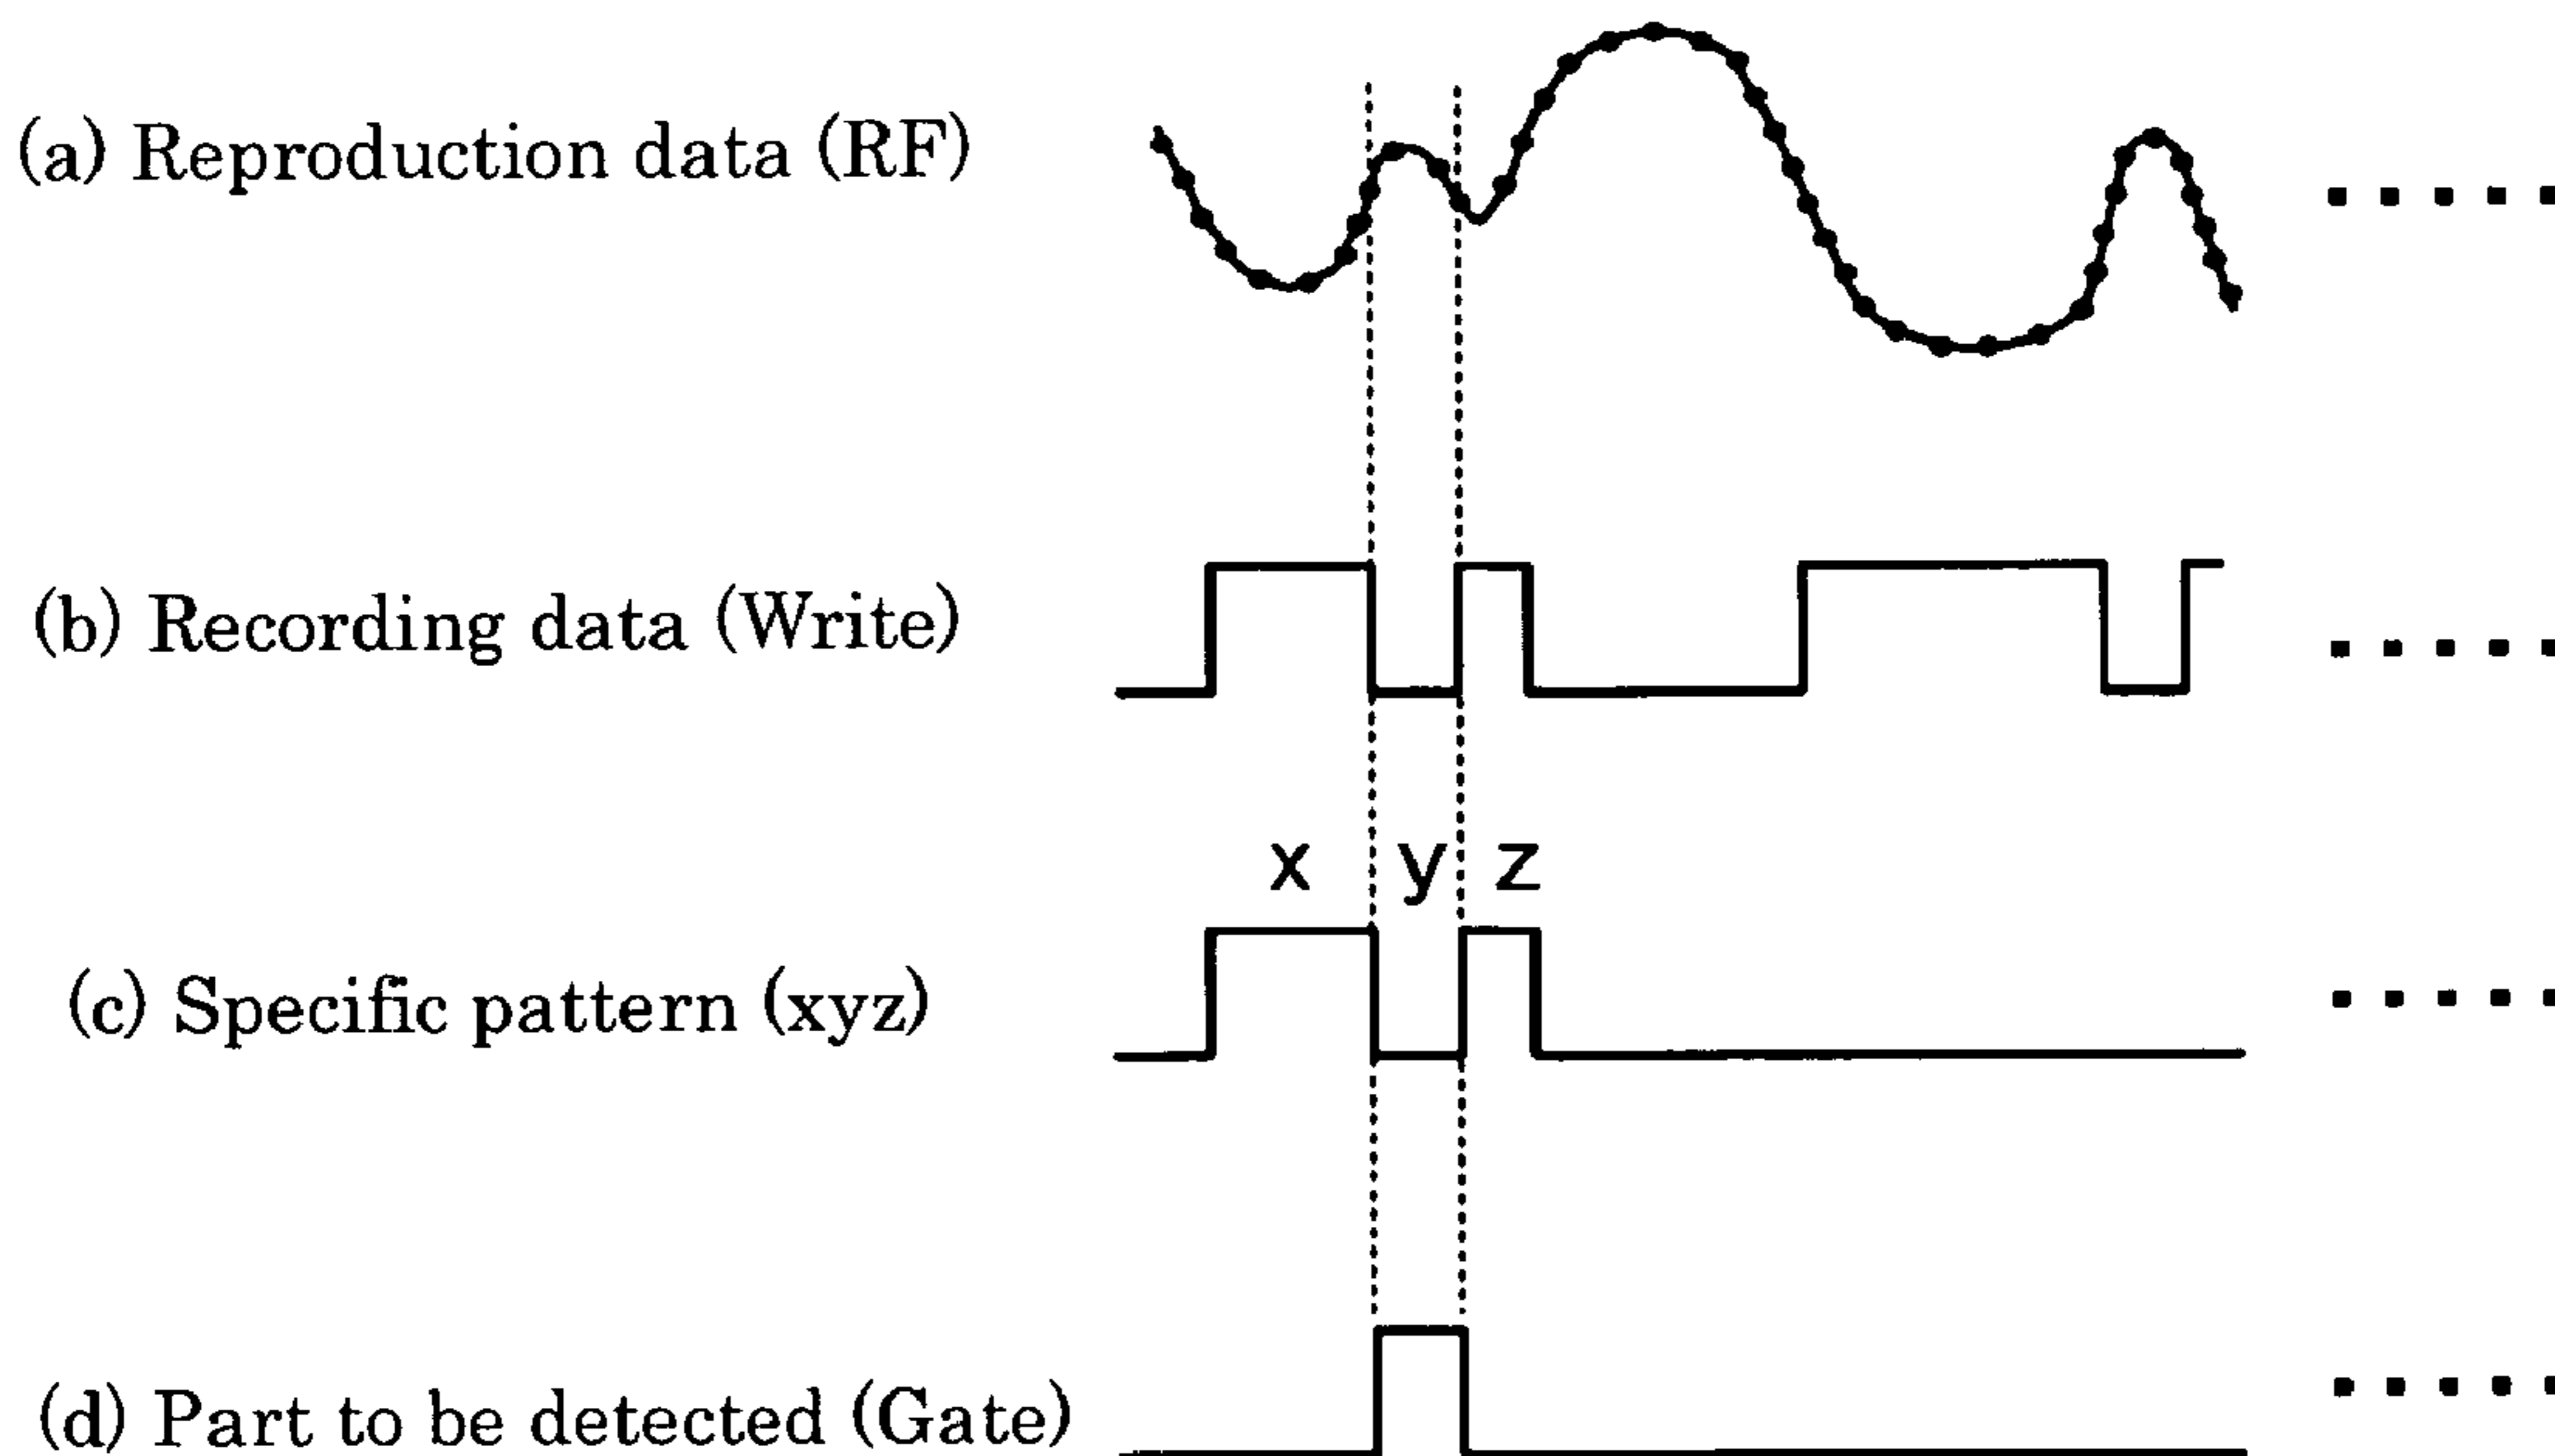 (a) Reproduction data (RF)
(b) Recording data (Write)
x y z
(c) Specific pattern (xyz)
(d) Part to be detected (Gate)